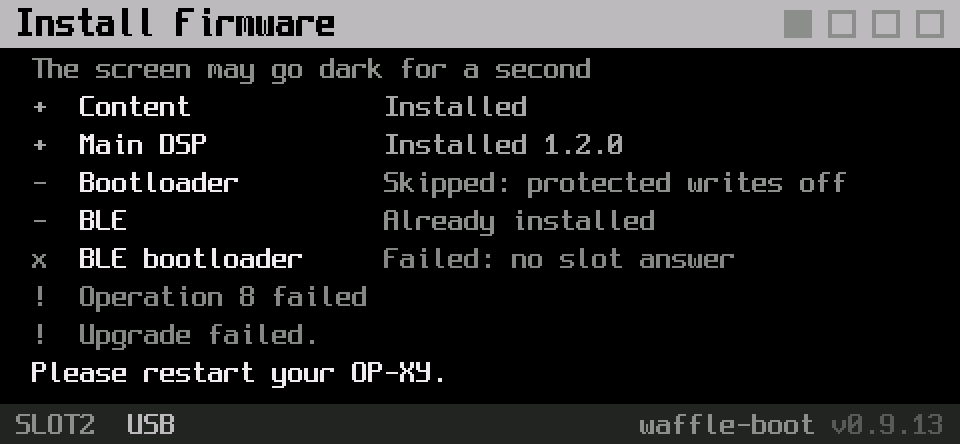 Install Firmware
The screen may go dark for a second
+ Content Installed
+ Main DSP Installed 1.2.0
- Bootloader Skipped: protected writes off
- BLE Already installed
x BLE bootloader Failed: no slot answer
! Operation 8 failed
! Upgrade failed.
Please restart your OP-XY.
SLOT2 USB waffle-boot v0.9.13